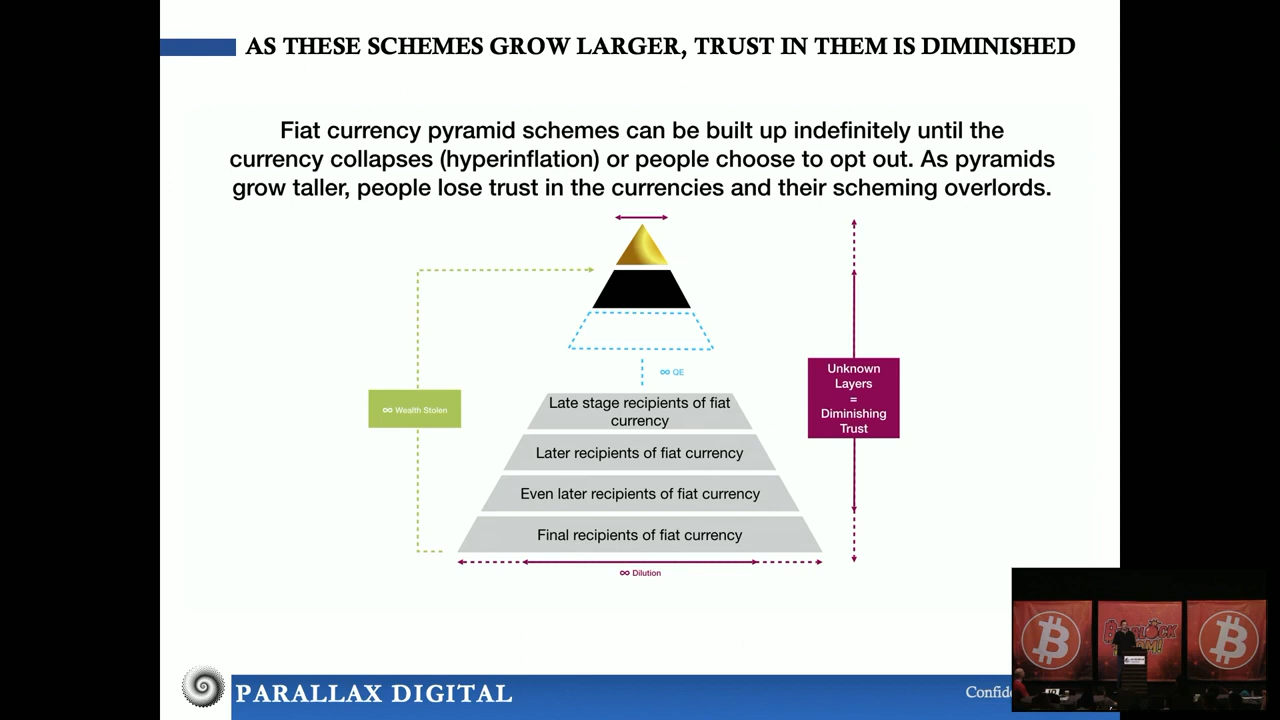 AS THESE SCHEMES GROW LARGER, TRUST IN THEM IS DIMINISHED
Fiat currency pyramid schemes can be built up indefinitely until the
currency collapses (hyperinflation) or people choose to opt out. As pyramids
grow taller, people lose trust in the currencies and their scheming overlords.
∞ QE
Late stage recipients of fiat
currency
Later recipients of fiat currency
Even later recipients of fiat currency
Final recipients of fiat currency
∞ Dilution
∞ Wealth Stolen
Unknown
Layers
=
Diminishing
Trust
PARALLAX DIGITAL